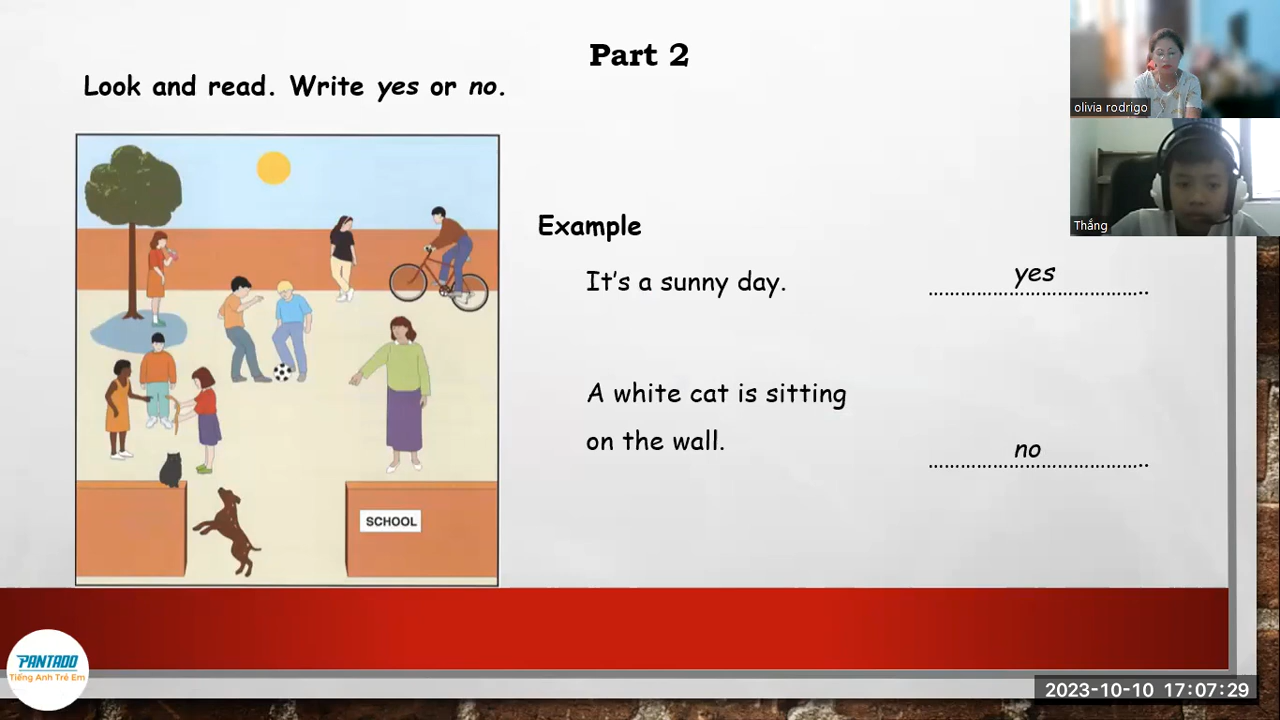 Part 2
Look and read. Write yes or no.
olivia rodrigo
Thắng
Example
It's a sunny day.
yes
A white cat is sitting
on the wall.
no
SCHOOL
PANTADO
Tiếng Anh Trẻ Em
2023-10-10 17:07:29